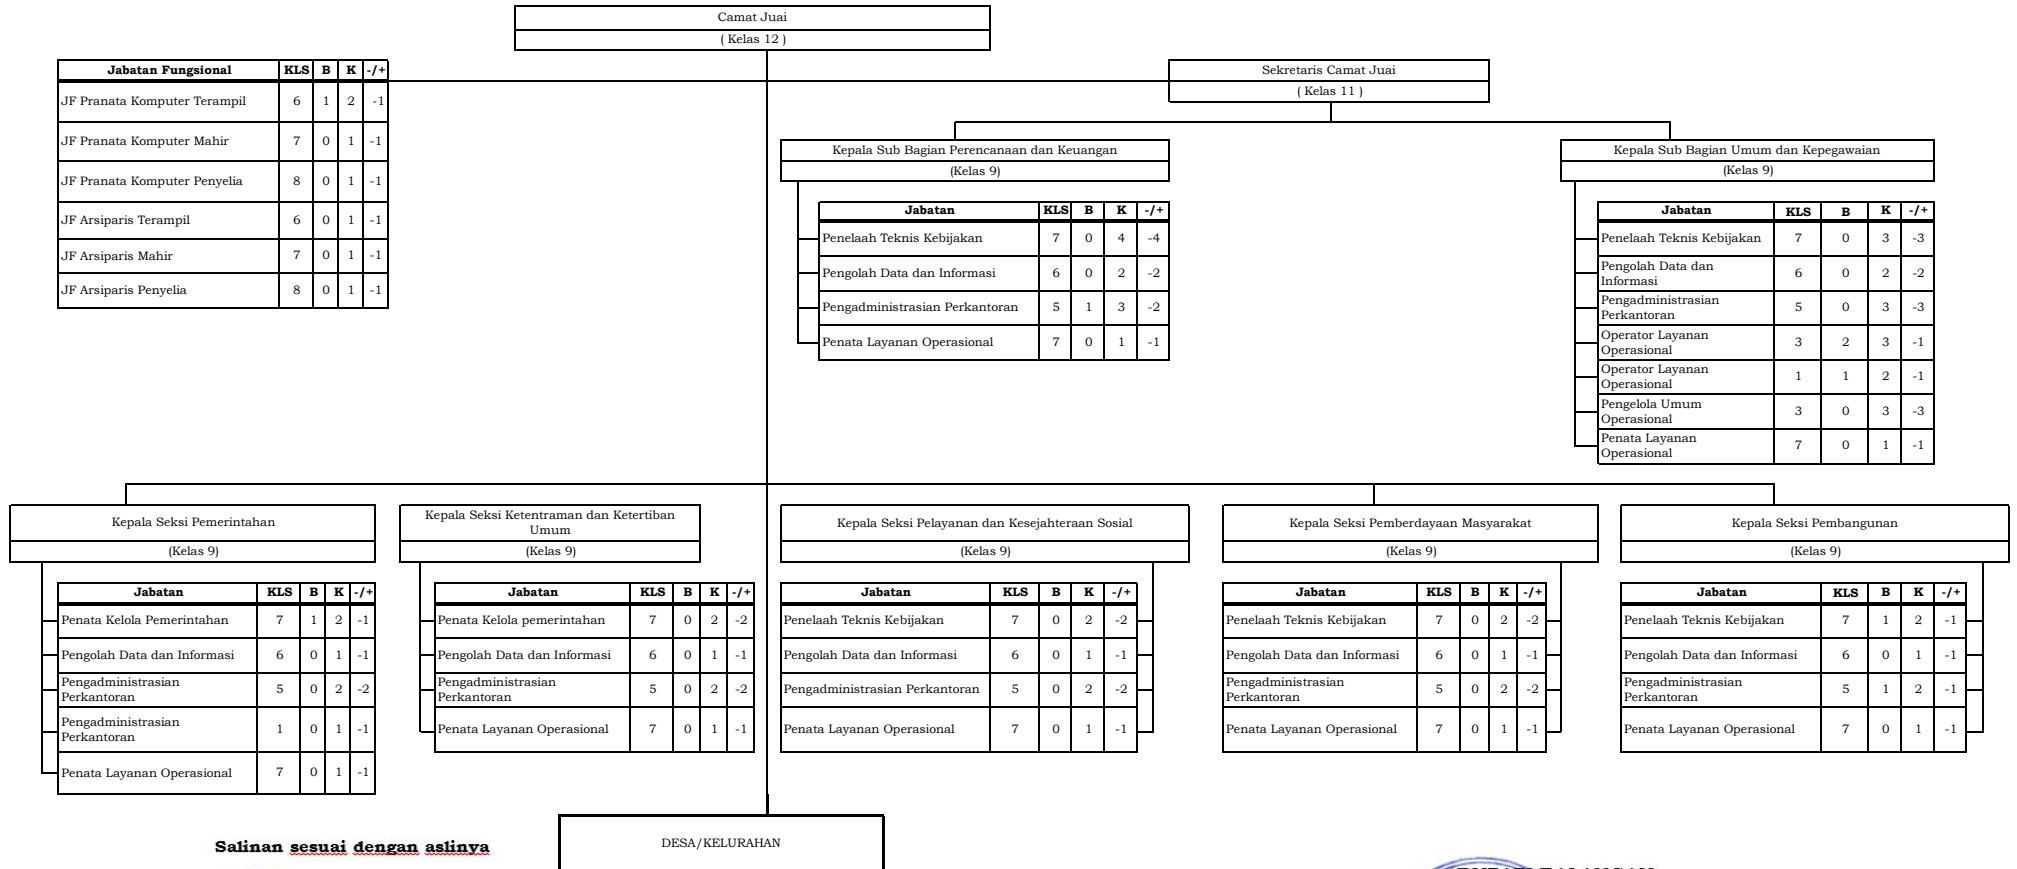 Camat Juai
( Kelas 12 )
Jabatan Fungsional KLS B K -/+
JF Pranata Komputer Terampil 6 1 2 -1
JF Pranata Komputer Mahir 7 0 1 -1
JF Pranata Komputer Penyelia 8 0 1 -1
JF Arsiparis Terampil 6 0 1 -1
JF Arsiparis Mahir 7 0 1 -1
JF Arsiparis Penyelia 8 0 1 -1
Sekretaris Camat Juai
( Kelas 11 )
Kepala Sub Bagian Perencanaan dan Keuangan
(Kelas 9)
Jabatan KLS B K -/+
Penelaah Teknis Kebijakan 7 0 4 -4
Pengolah Data dan Informasi 6 0 2 -2
Pengadministrasian Perkantoran 5 1 3 -2
Penata Layanan Operasional 7 0 1 -1
Kepala Sub Bagian Umum dan Kepegawaian
(Kelas 9)
Jabatan KLS B K -/+
Penelaah Teknis Kebijakan 7 0 3 -3
Pengolah Data dan
Informasi 6 0 2 -2
Pengadministrasian
Perkantoran 5 0 3 -3
Operator Layanan
Operasional 3 2 3 -1
Operator Layanan
Operasional 1 1 2 -1
Pengelola Umum
Operasional 3 0 3 -3
Penata Layanan
Operasional 7 0 1 -1
Kepala Seksi Pemerintahan
(Kelas 9)
Jabatan KLS B K -/+
Penata Kelola Pemerintahan 7 1 2 -1
Pengolah Data dan Informasi 6 0 1 -1
Pengadministrasian
Perkantoran 5 0 2 -2
Pengadministrasian
Perkantoran 1 0 1 -1
Penata Layanan Operasional 7 0 1 -1
Kepala Seksi Ketentraman dan Ketertiban
Umum
(Kelas 9)
Jabatan KLS B K -/+
Penata Kelola pemerintahan 7 0 2 -2
Pengolah Data dan Informasi 6 0 1 -1
Pengadministrasian
Perkantoran 5 0 2 -2
Penata Layanan Operasional 7 0 1 -1
Kepala Seksi Pelayanan dan Kesejahteraan Sosial
(Kelas 9)
Jabatan KLS B K -/+
Penelaah Teknis Kebijakan 7 0 2 -2
Pengolah Data dan Informasi 6 0 1 -1
Pengadministrasian Perkantoran 5 0 2 -2
Penata Layanan Operasional 7 0 1 -1
Kepala Seksi Pemberdayaan Masyarakat
(Kelas 9)
Jabatan KLS B K -/+
Penelaah Teknis Kebijakan 7 0 2 -2
Pengolah Data dan Informasi 6 0 1 -1
Pengadministrasian
Perkantoran 5 0 2 -2
Penata Layanan Operasional 7 0 1 -1
Kepala Seksi Pembangunan
(Kelas 9)
Jabatan KLS B K -/+
Penelaah Teknis Kebijakan 7 1 2 -1
Pengolah Data dan Informasi 6 0 1 -1
Pengadministrasian
Perkantoran 5 1 2 -1
Penata Layanan Operasional 7 0 1 -1
DESA/KELURAHAN
Salinan sesuai dengan aslinya